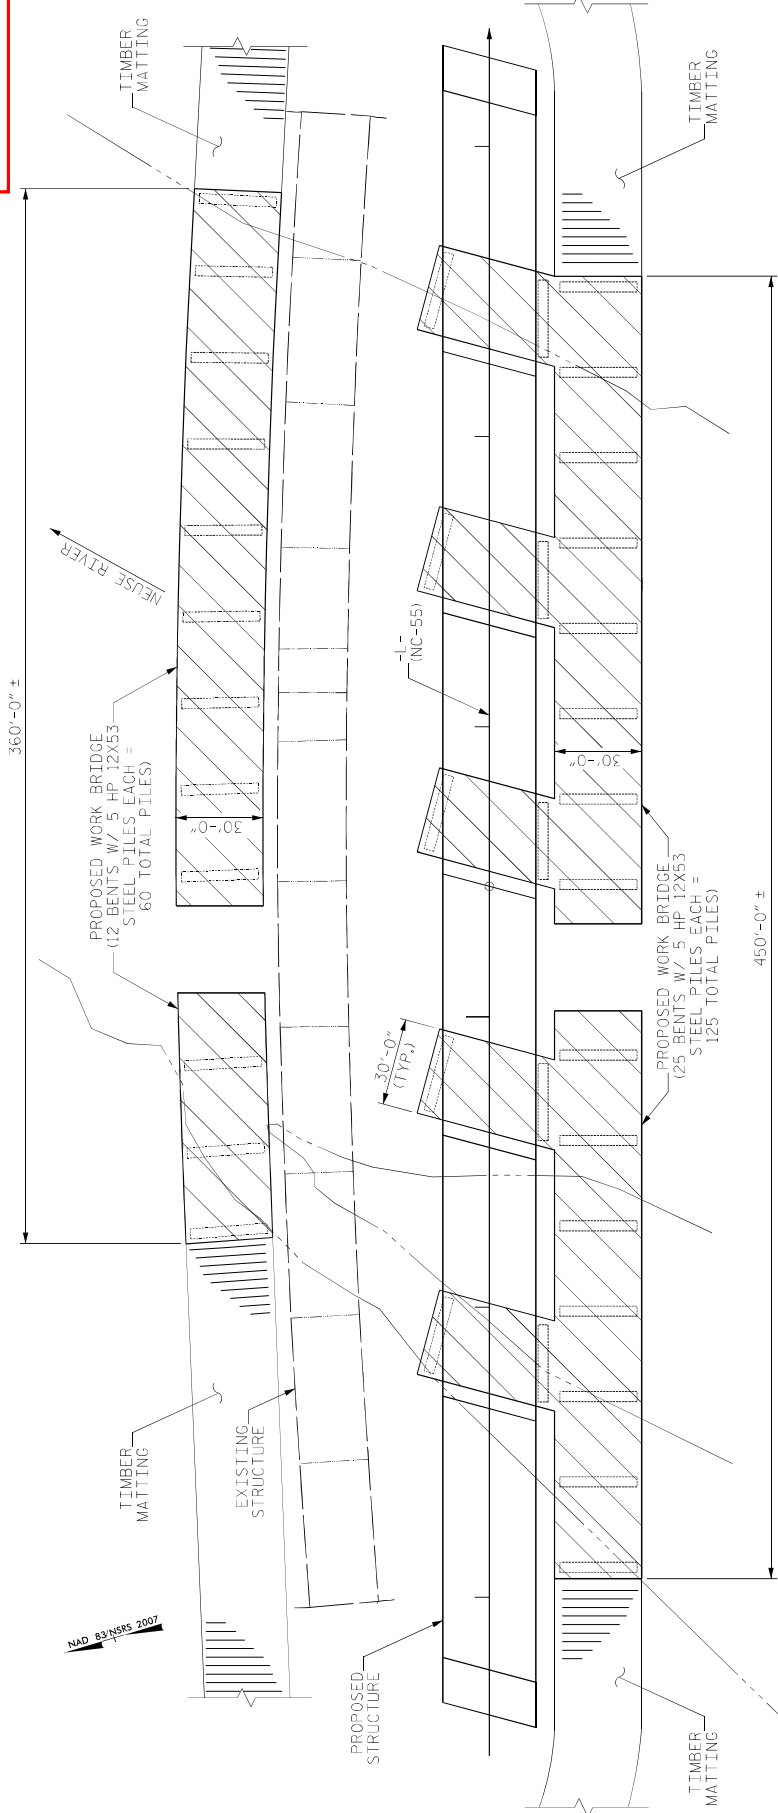 TIMBER
MATTING
TIMBER
MATTING
NEUSE RIVER
360'-0" ±
-L-
(NC-55)
PROPOSED WORK BRIDGE
(12 BENTS W/ 5 HP 12X53
STEEL PILES EACH =
60 TOTAL PILES)
30'-0"
30'-0"
PROPOSED WORK BRIDGE
(25 BENTS W/ 5 HP 12X53
STEEL PILES EACH =
125 TOTAL PILES)
450'-0" ±
30'-0"
(TYP.)
TIMBER
MATTING
EXISTING
STRUCTURE
NAD 83/NSRS 2007
PROPOSED
STRUCTURE
TIMBER
MATTING